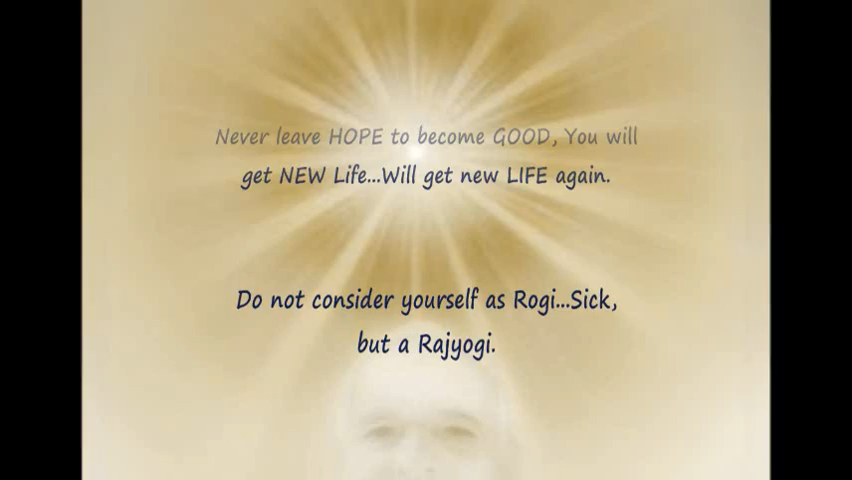 Never leave HOPE to become GOOD, You will
get NEW Life...Will get new LIFE again.
Do not consider yourself as Rogi...Sick,
but a Rajyogi.